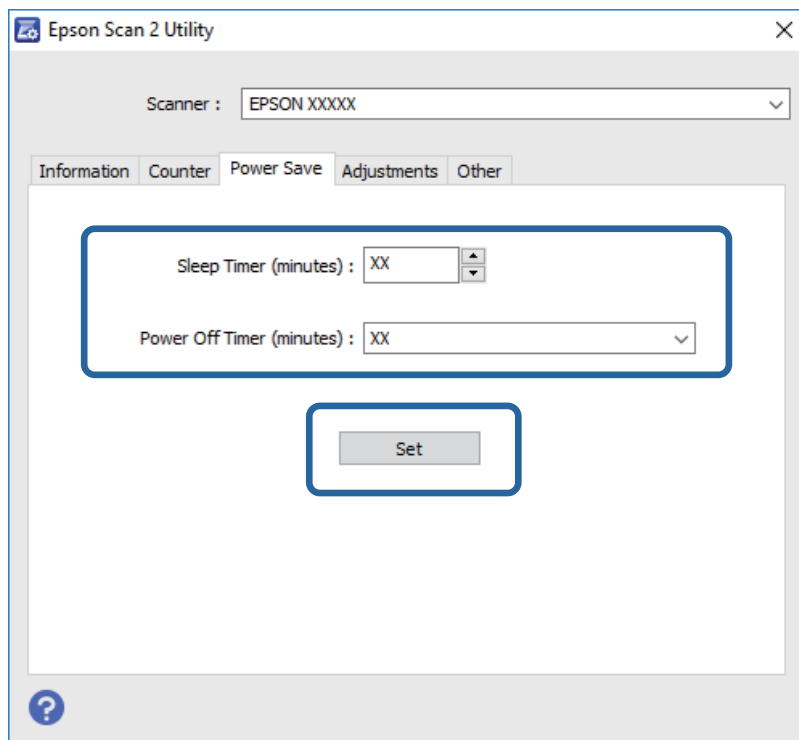 Epson Scan 2 Utility
Scanner : EPSON XXXXX
Information Counter Power Save Adjustments Other
Sleep Timer (minutes) : XX
Power Off Timer (minutes) : XX
Set
?